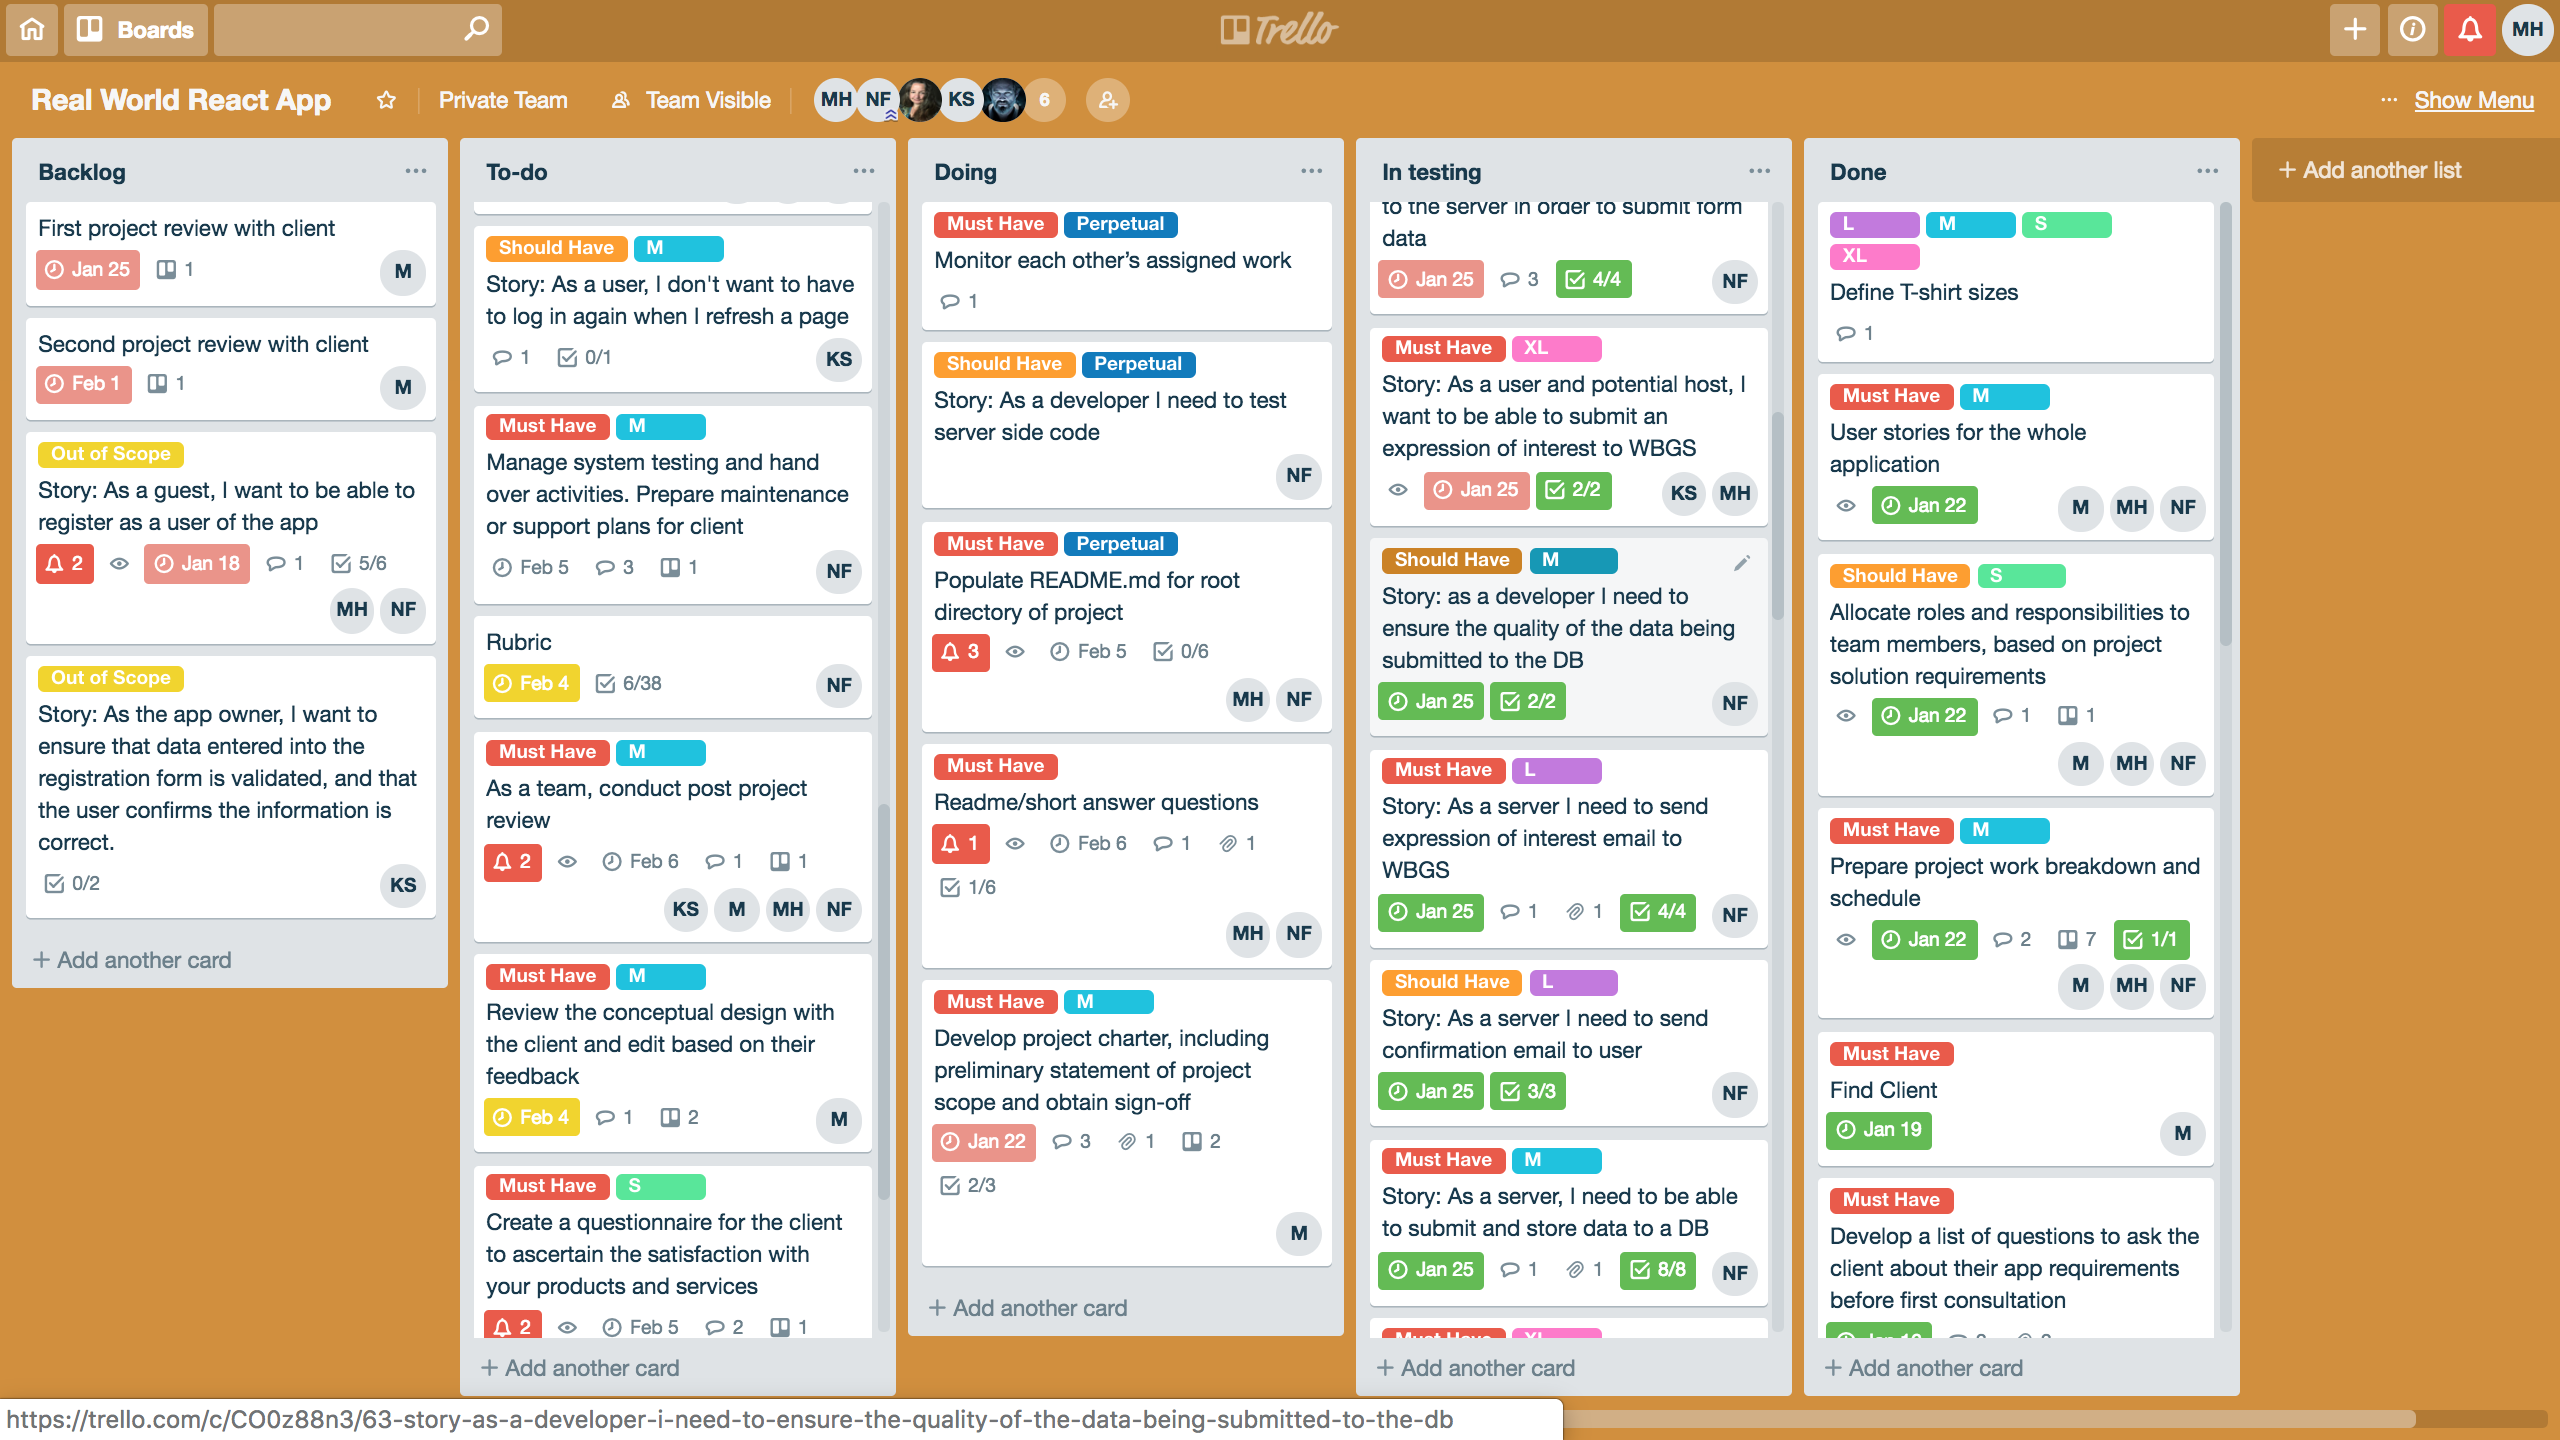 Boards
Trello
MH
Real World React App
Private Team
Team Visible
MH NF KS 6
... Show Menu
Backlog
First project review with client
Jan 25 1
M
Second project review with client
Feb 1 1
M
Out of Scope
Story: As a guest, I want to be able to
register as a user of the app
2 Jan 18 1 5/6
MH NF
Out of Scope
Story: As the app owner, I want to
ensure that data entered into the
registration form is validated, and that
the user confirms the information is
correct.
0/2
KS
+ Add another card
To-do
Should Have M
Story: As a user, I don't want to have
to log in again when I refresh a page
1 0/1
KS
Must Have M
Manage system testing and hand
over activities. Prepare maintenance
or support plans for client
Feb 5 3 1
NF
Rubric
Feb 4 6/38
NF
Must Have M
As a team, conduct post project
review
2 Feb 6 1 1
KS M MH NF
Must Have M
Review the conceptual design with
the client and edit based on their
feedback
Feb 4 1 2
M
Must Have S
Create a questionnaire for the client
to ascertain the satisfaction with
your products and services
2 Feb 5 2 1
+ Add another card
Doing
Must Have Perpetual
Monitor each other’s assigned work
1
Should Have Perpetual
Story: As a developer I need to test
server side code
NF
Must Have Perpetual
Populate README.md for root
directory of project
3 Feb 5 0/6
MH NF
Must Have
Readme/short answer questions
1 Feb 6 1 1
1/6
MH NF
Must Have M
Develop project charter, including
preliminary statement of project
scope and obtain sign-off
Jan 22 3 1 2
2/3
M
+ Add another card
In testing
to the server in order to submit form
data
Jan 25 3 4/4
NF
Must Have XL
Story: As a user and potential host, I
want to be able to submit an
expression of interest to WBGS
Jan 25 2/2
KS MH
Should Have M
Story: as a developer I need to
ensure the quality of the data being
submitted to the DB
Jan 25 2/2
NF
Must Have L
Story: As a server I need to send
expression of interest email to
WBGS
Jan 25 1 1 4/4
NF
Should Have L
Story: As a server I need to send
confirmation email to user
Jan 25 3/3
NF
Must Have M
Story: As a server, I need to be able
to submit and store data to a DB
Jan 25 1 1 8/8
NF
Must Have XL
+ Add another card
Done
L M S
XL
Define T-shirt sizes
1
Must Have M
User stories for the whole
application
Jan 22
M MH NF
Should Have S
Allocate roles and responsibilities to
team members, based on project
solution requirements
Jan 22 1 1
M MH NF
Must Have M
Prepare project work breakdown and
schedule
Jan 22 2 7 1/1
M MH NF
Must Have
Find Client
Jan 19
M
Must Have
Develop a list of questions to ask the
client about their app requirements
before first consultation
+ Add another card
+ Add another list
https://trello.com/c/CO0z88n3/63-story-as-a-developer-i-need-to-ensure-the-quality-of-the-data-being-submitted-to-the-db